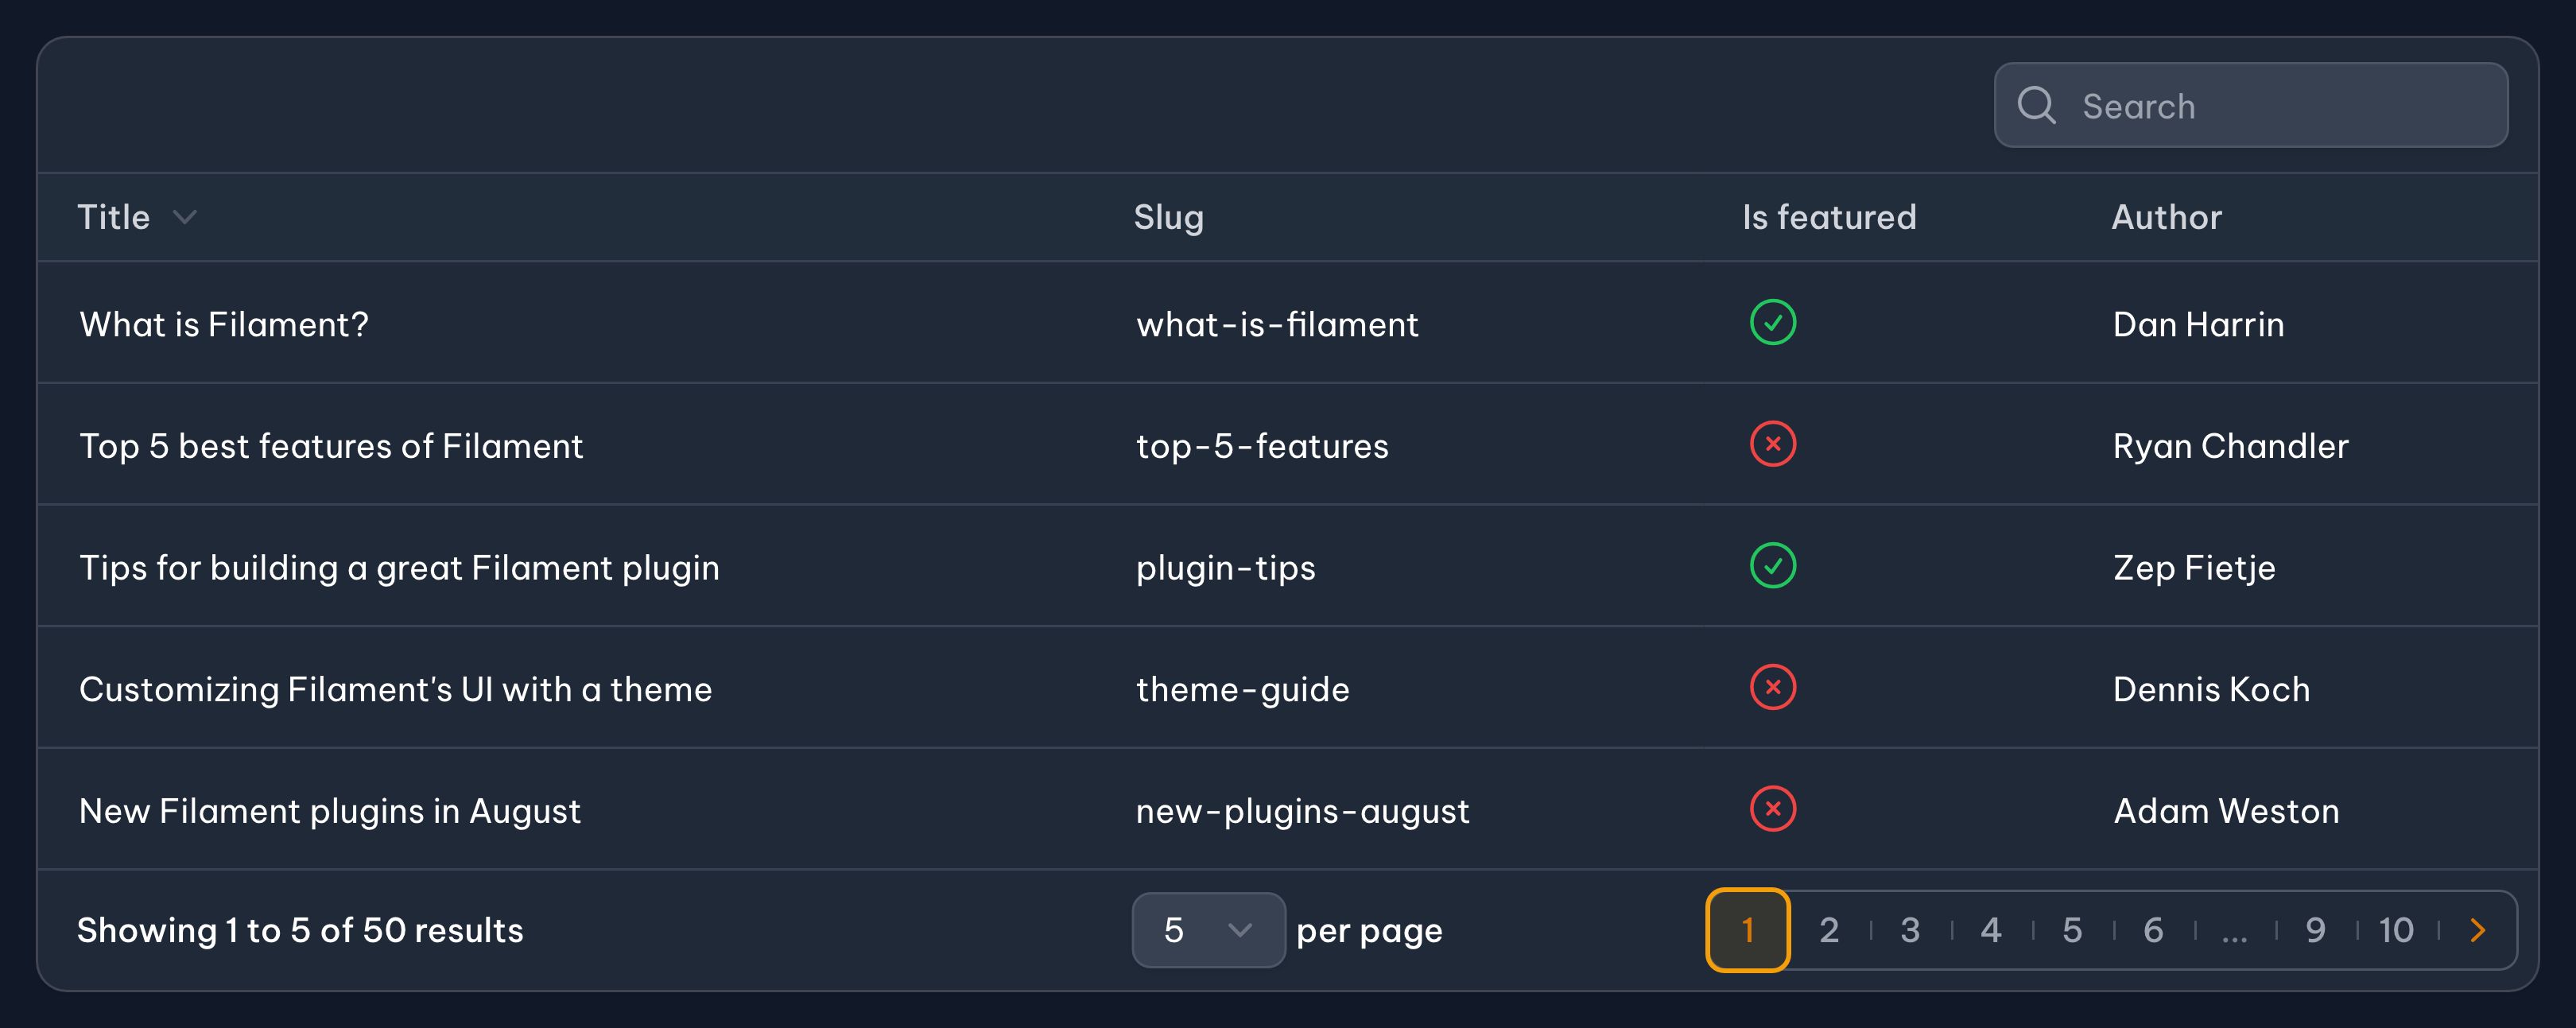 Search
Title Slug Is featured Author
What is Filament? what-is-filament Dan Harrin
Top 5 best features of Filament top-5-features Ryan Chandler
Tips for building a great Filament plugin plugin-tips Zep Fietje
Customizing Filament's UI with a theme theme-guide Dennis Koch
New Filament plugins in August new-plugins-august Adam Weston
Showing 1 to 5 of 50 results 5 per page 1 2 3 4 5 6 ... 9 10